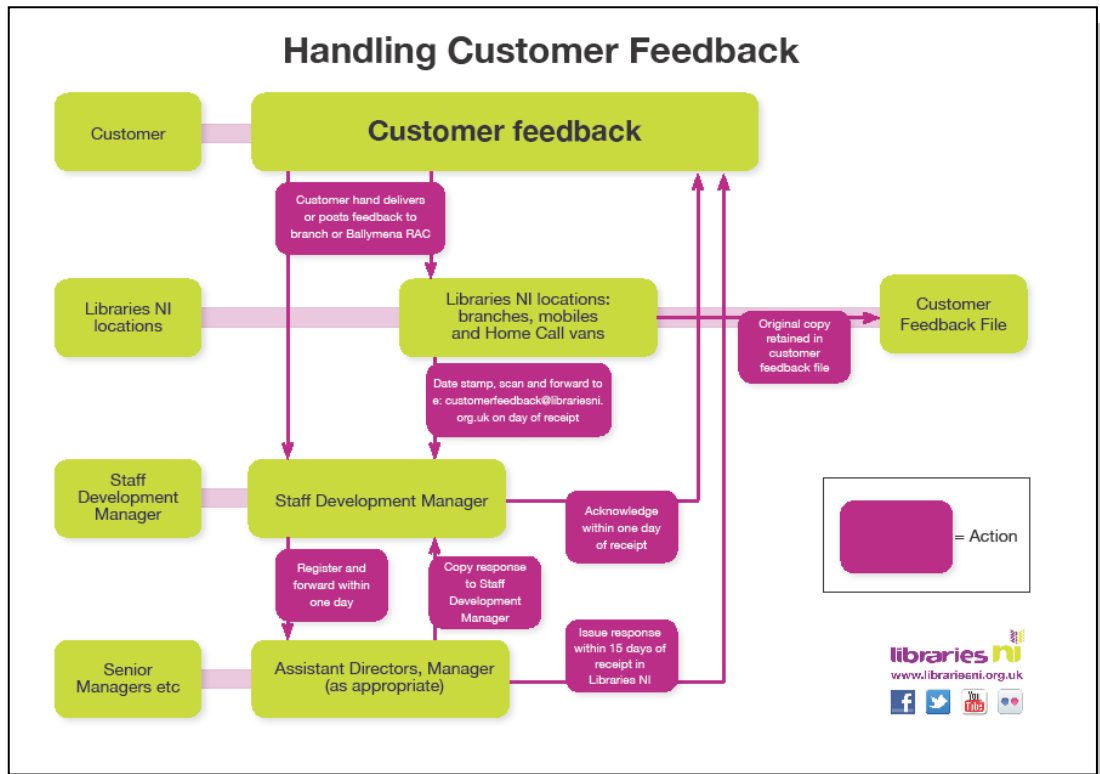 Handling Customer Feedback
Customer
Customer feedback
Customer hand delivers
or posts feedback to
branch or Ballymena RAC
Libraries NI
locations
Libraries NI locations:
branches, mobiles
and Home Call vans
Original copy
retained in
customer
feedback file
Customer
Feedback File
Date stamp, scan and forward to
e: customerfeedback@librariesni.
org.uk on day of receipt
Staff
Development
Manager
Staff Development Manager
Acknowledge
within one day
of receipt
= Action
Register and
forward within
one day
Copy response
to Staff
Development
Manager
Senior
Managers etc
Assistant Directors, Manager
(as appropriate)
Issue response
within 15 days of
receipt in
Libraries NI
libraries ni
www.librariesni.org.uk
f
You
Tube